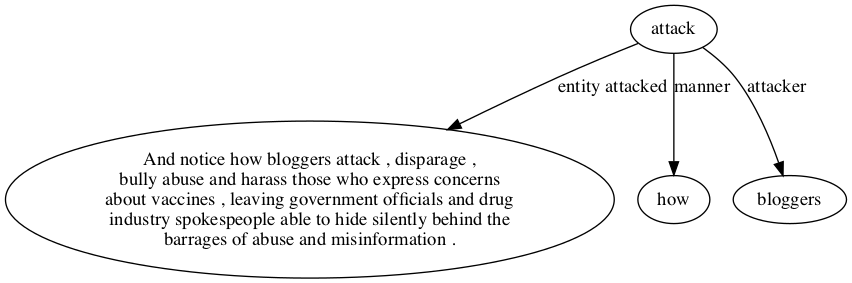 attack
entity attacked manner attacker
And notice how bloggers attack , disparage ,
bully abuse and harass those who express concerns
about vaccines , leaving government officials and drug
industry spokespeople able to hide silently behind the
barrages of abuse and misinformation .
how
bloggers